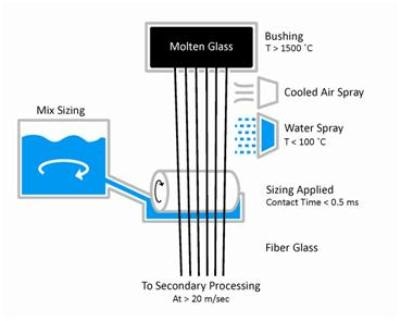 Molten Glass
Bushing
T > 1500 ˚C
Cooled Air Spray
Mix Sizing
Water Spray
T < 100 ˚C
Sizing Applied
Contact Time < 0.5 ms
Fiber Glass
To Secondary Processing
At > 20 m/sec